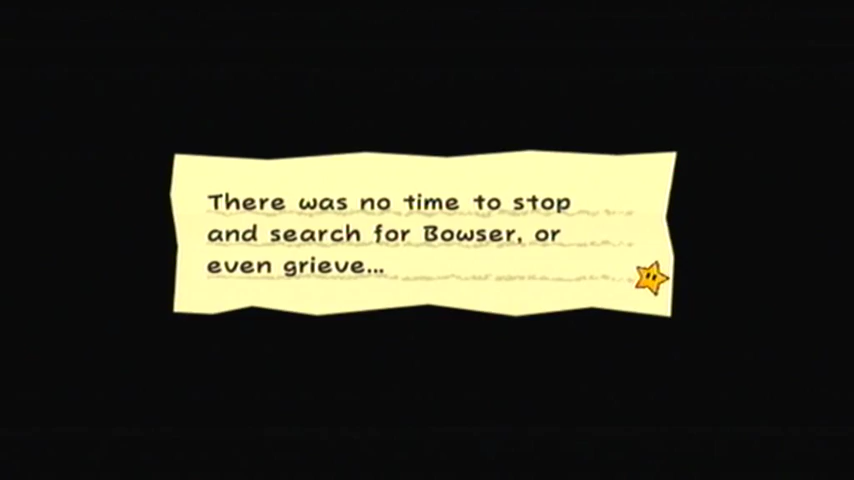 There was no time to stop
and search for Bowser, or
even grieve...